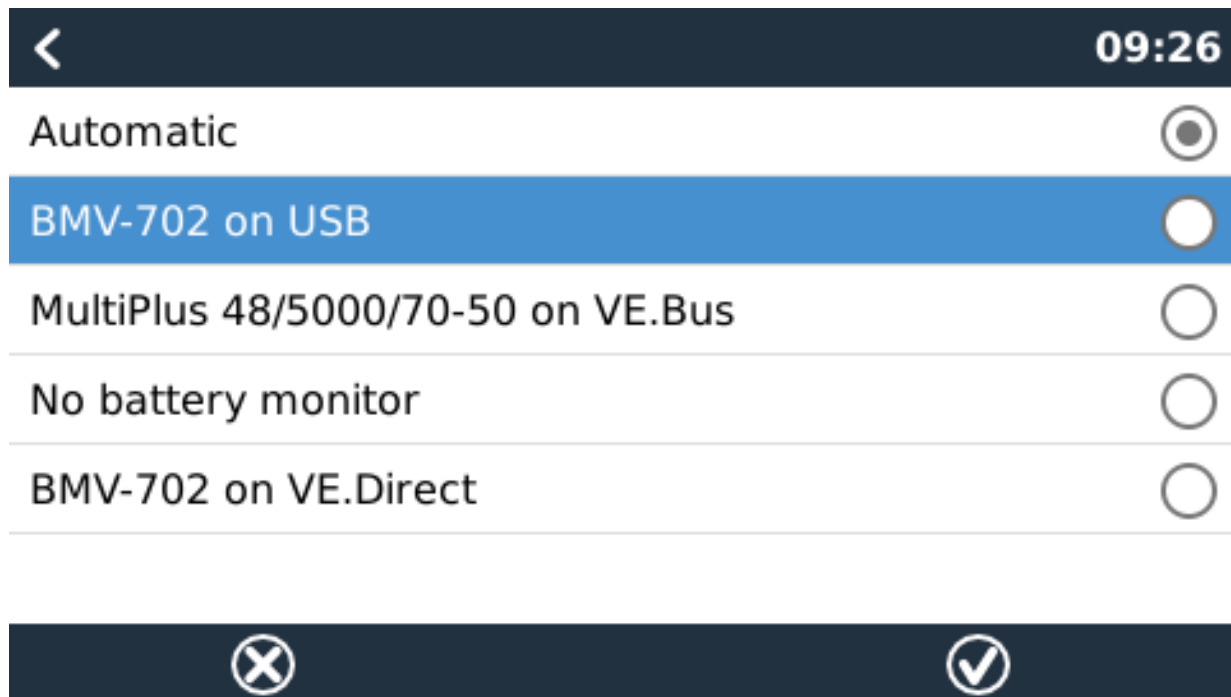 09:26
Automatic
BMV-702 on USB
MultiPlus 48/5000/70-50 on VE.Bus
No battery monitor
BMV-702 on VE.Direct